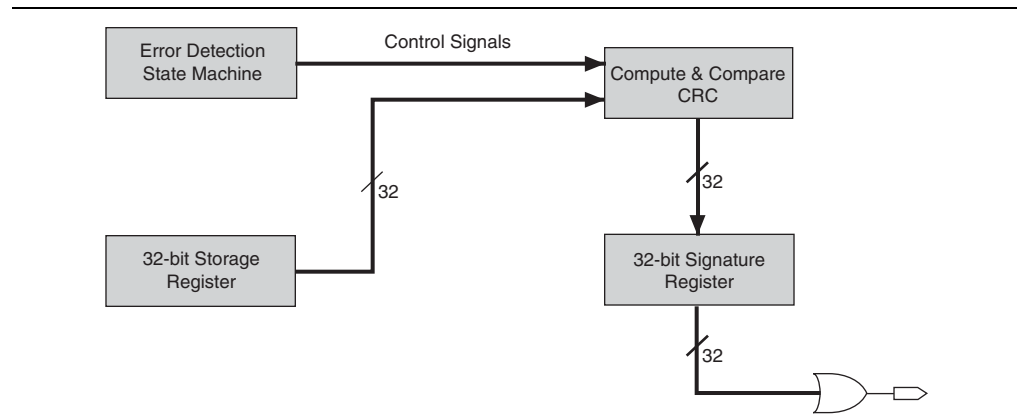 Error Detection
State Machine
Control Signals
Compute & Compare
CRC
32
32
32-bit Storage
Register
32-bit Signature
Register
32